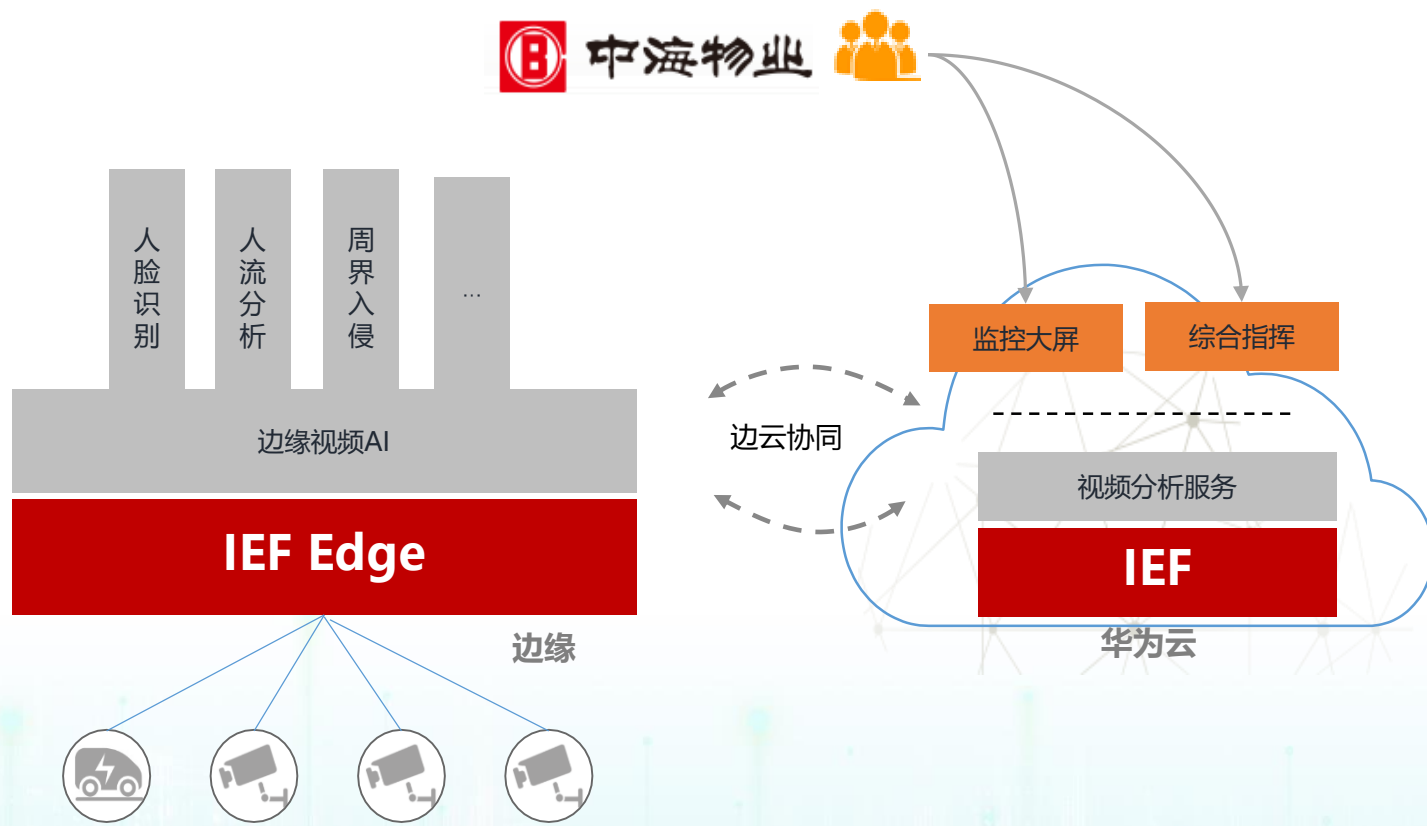 中海物业
人脸识别
人流分析
周界入侵
...
监控大屏
综合指挥
边缘视频AI
边云协同
视频分析服务
IEF Edge
IEF
边缘
华为云